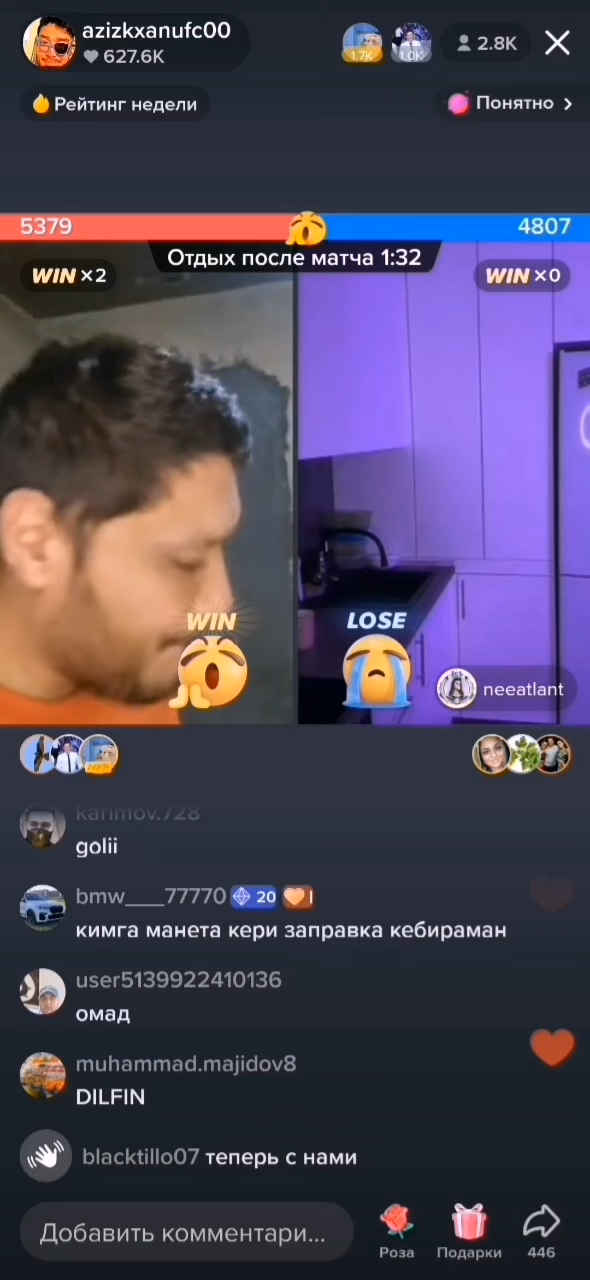 azizkxanufc00
627.6K
1.7K
1.0K
2.8K
Рейтинг недели
Понятно
5379
4807
Отдых после матча 1:32
WIN ×2
WIN ×0
WIN
LOSE
neeatlant
karimov.728
golii
bmw___77770 20 I
кимга манета кери заправка кебираман
user5139922410136
омад
muhammad.majidov8
DILFIN
blacktillo07 теперь с нами
Добавить комментари...
Роза
Подарки
446